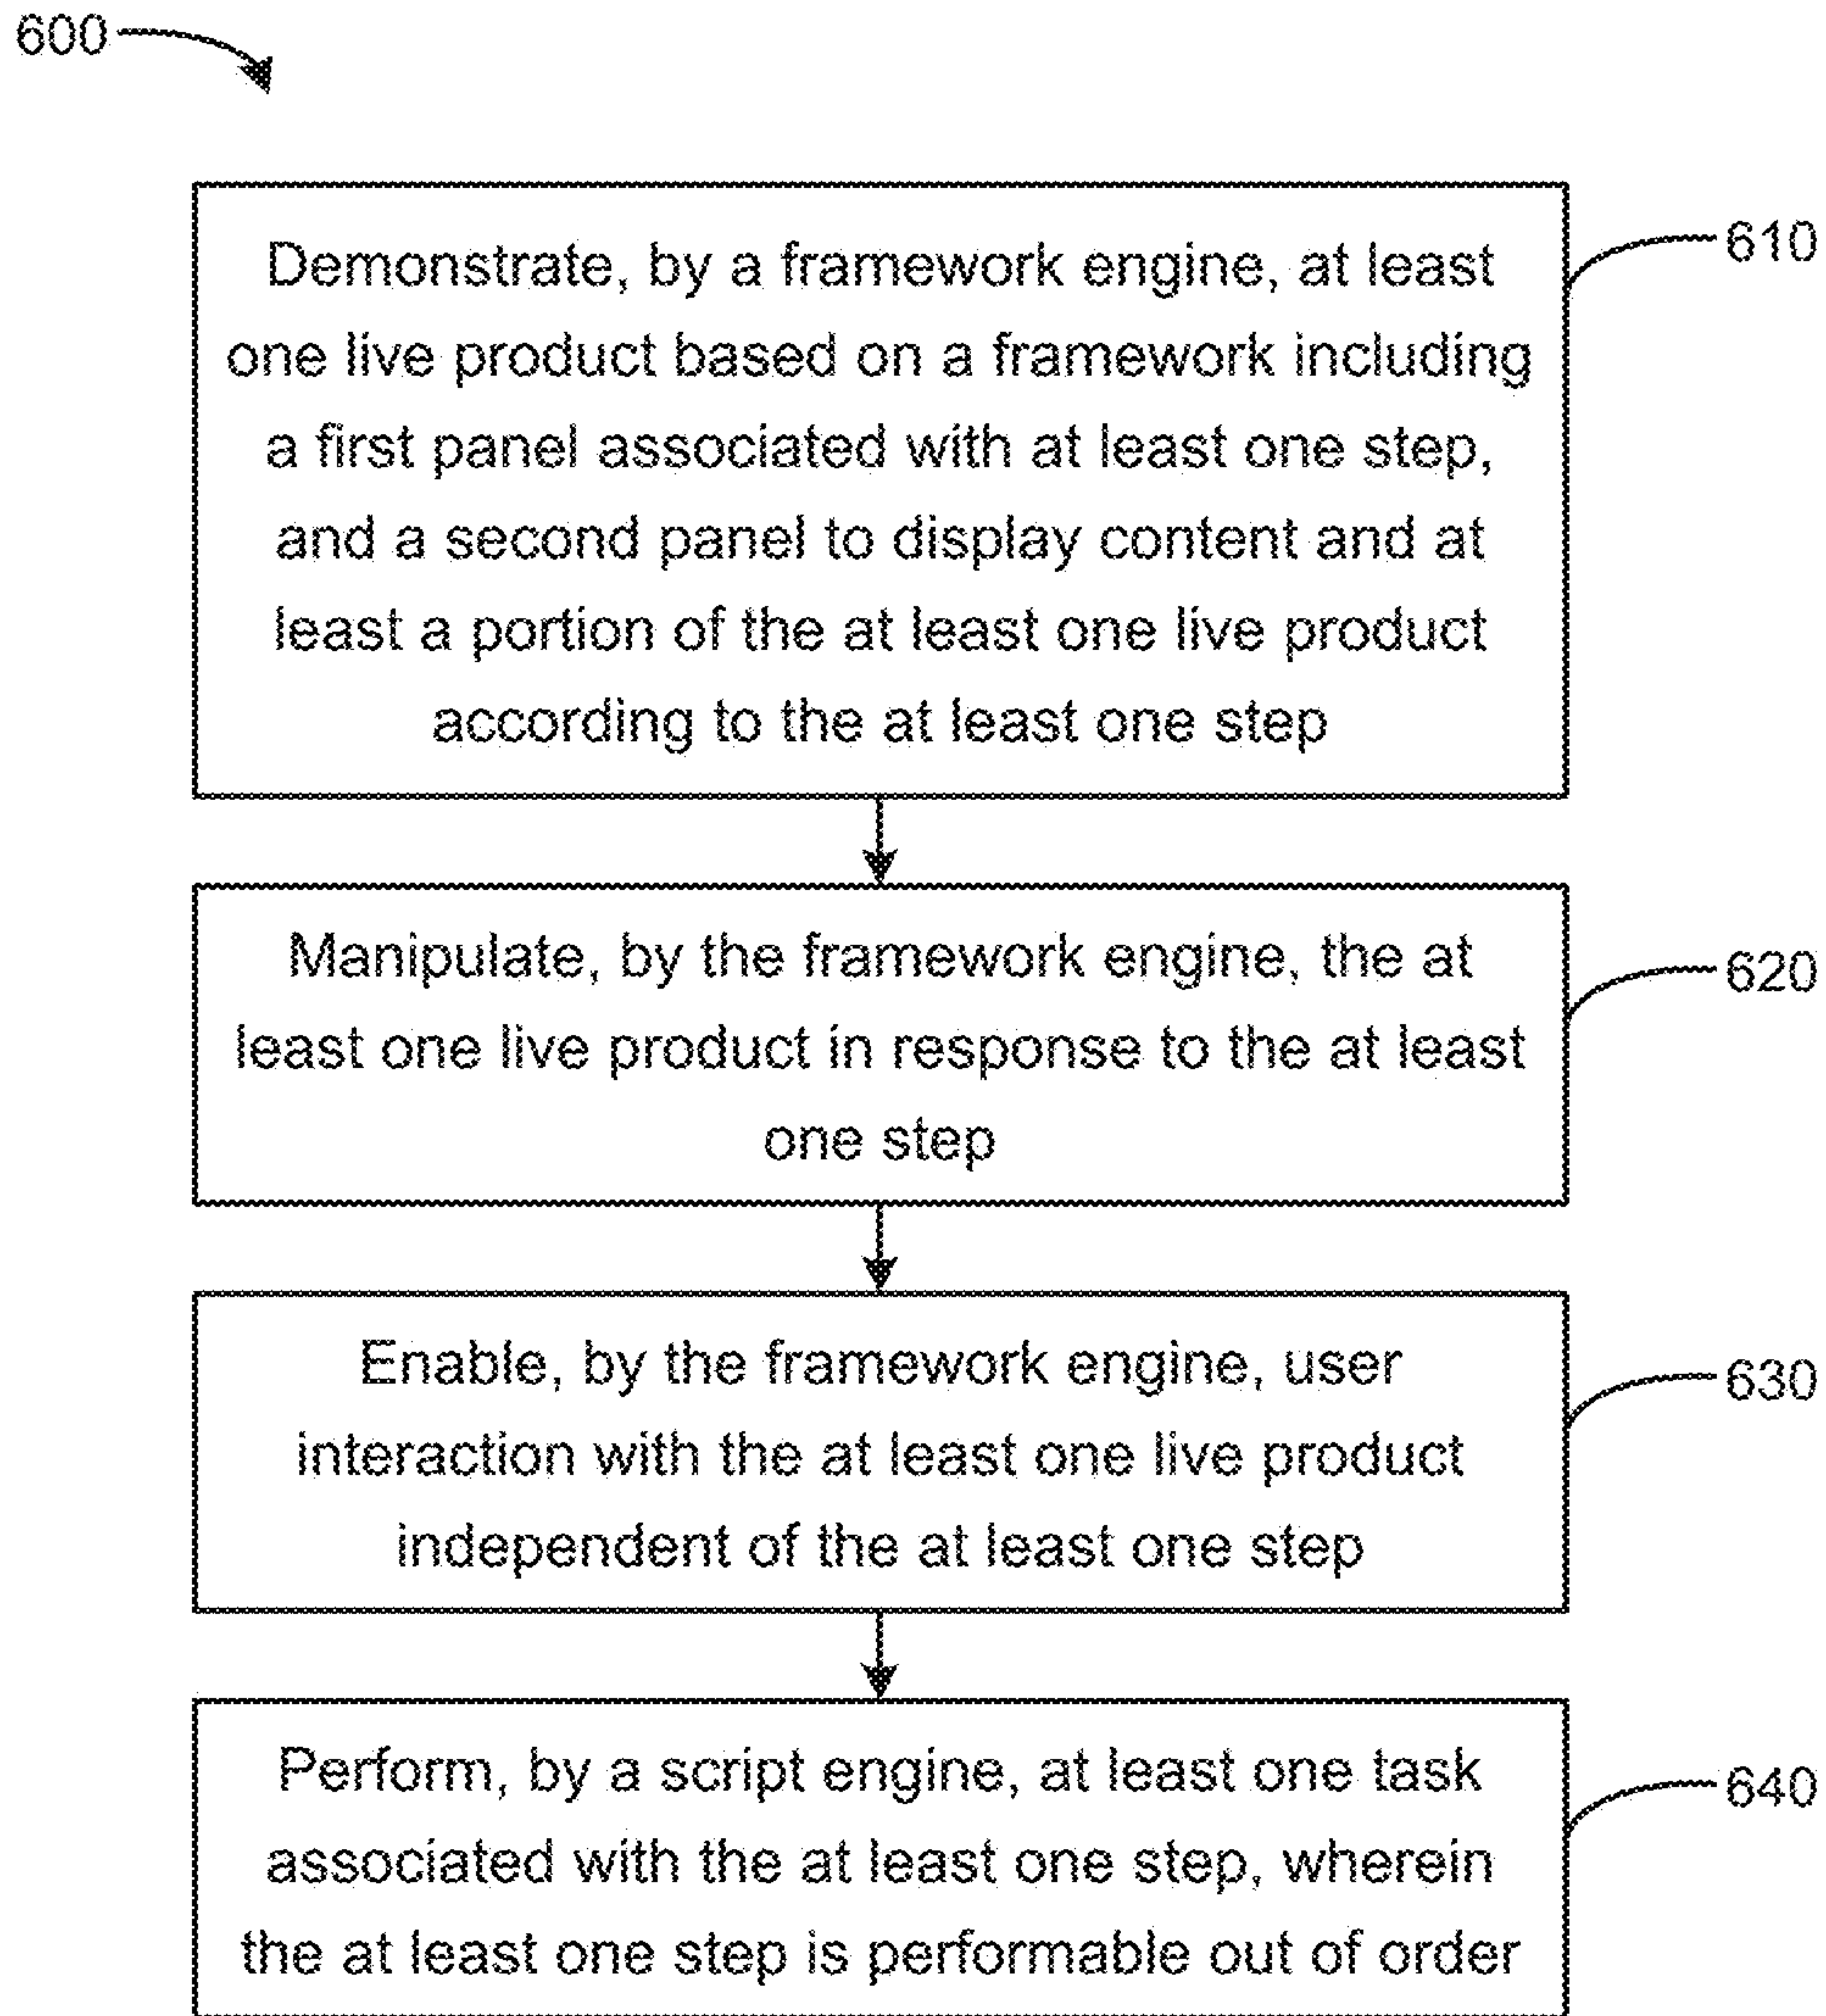 600
Demonstrate, by a framework engine, at least
610
one live product based on a framework including
a first panel associated with at least one step,
and a second panel to display content and at
least a portion of the at least one live product
according to the at least one step
Manipulate, by the framework engine, the at
620
least one live product in response to the at least
one step
Enable, by the framework engine, user
630
interaction with the at least one live product
independent of the at least one step
Perform, by a script engine, at least one task
640
associated with the at least one step, wherein
the at least one step is performable out of order